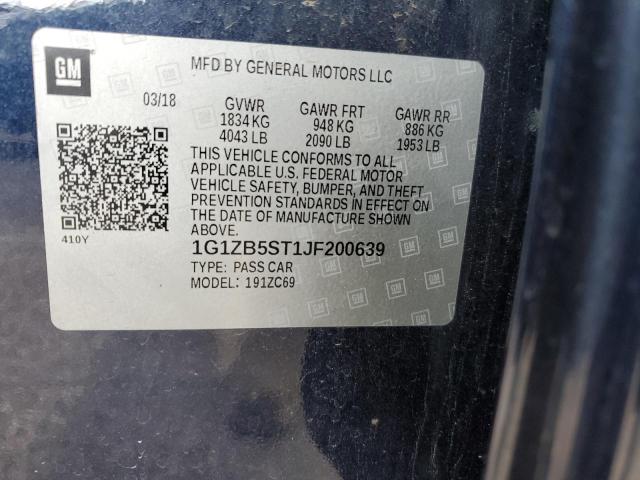 GM
MFD BY GENERAL MOTORS LLC
03/18 GVWR GAWR FRT GAWR RR
1834 KG 948 KG 886 KG
4043 LB 2090 LB 1953 LB
THIS VEHICLE CONFORMS TO ALL
APPLICABLE U.S. FEDERAL MOTOR
VEHICLE SAFETY, BUMPER, AND THEFT
PREVENTION STANDARDS IN EFFECT ON
THE DATE OF MANUFACTURE SHOWN
ABOVE.
410Y
1G1ZB5ST1JF200639
TYPE: PASS CAR
MODEL: 191ZC69